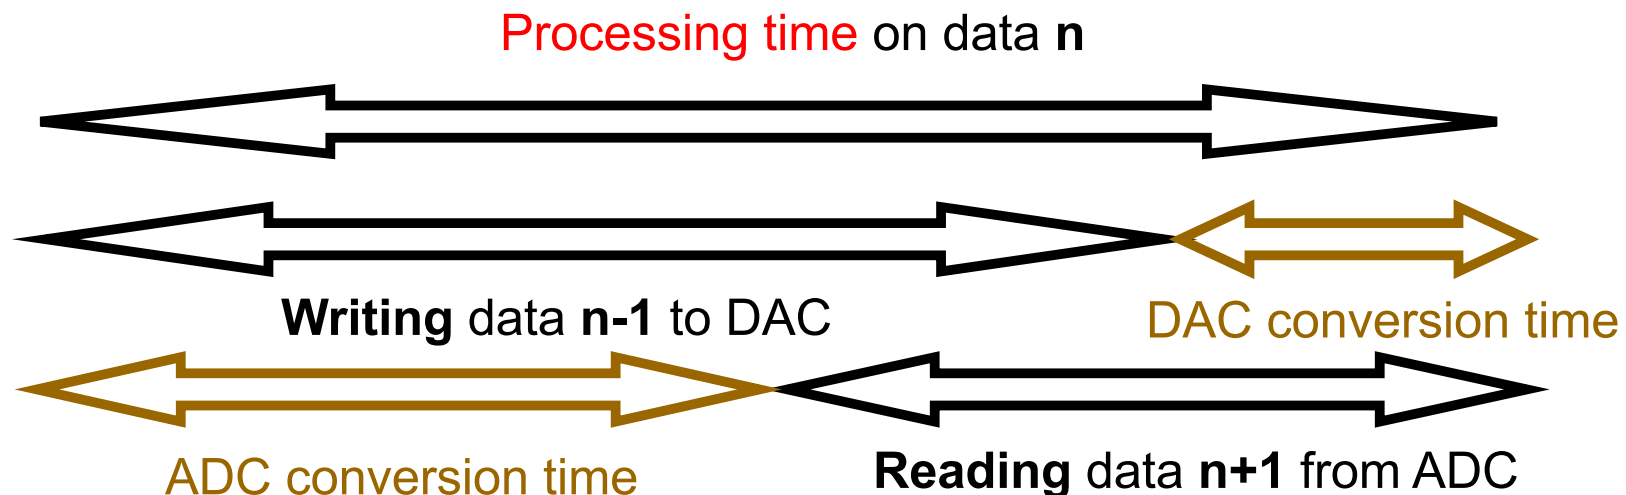 Processing time on data n
Writing data n-1 to DAC
DAC conversion time
ADC conversion time
Reading data n+1 from ADC